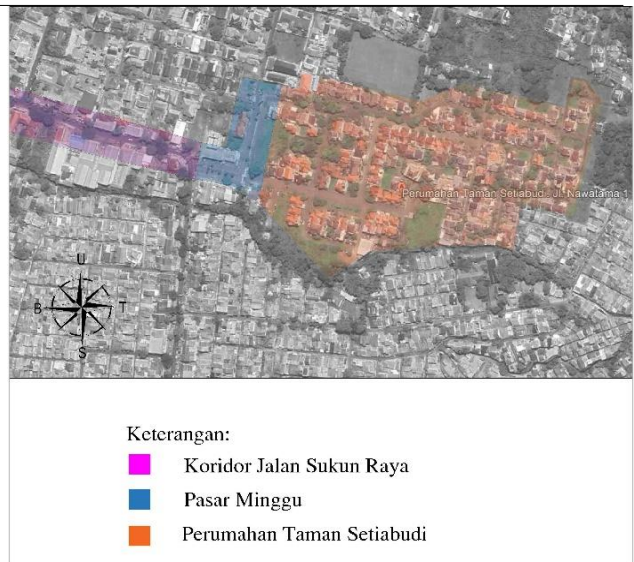 Perumahan Taman Setiabudi, JL Nawatama 1
U
B T
S
Keterangan:
Koridor Jalan Sukun Raya
Pasar Minggu
Perumahan Taman Setiabudi